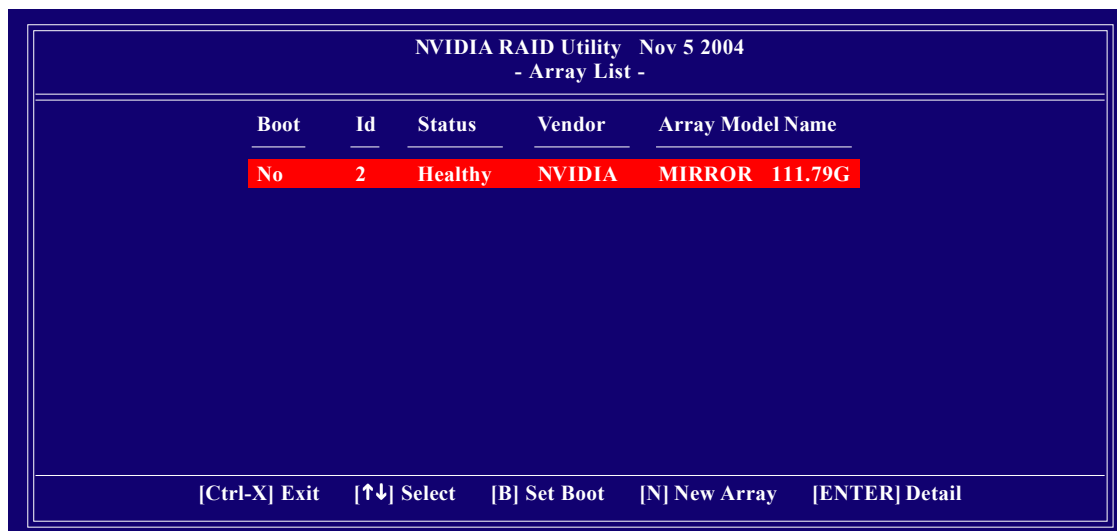 NVIDIA RAID Utility Nov 5 2004
- Array List -
Boot Id Status Vendor Array Model Name
No 2 Healthy NVIDIA MIRROR 111.79G
[Ctrl-X] Exit [↑↓] Select [B] Set Boot [N] New Array [ENTER] Detail